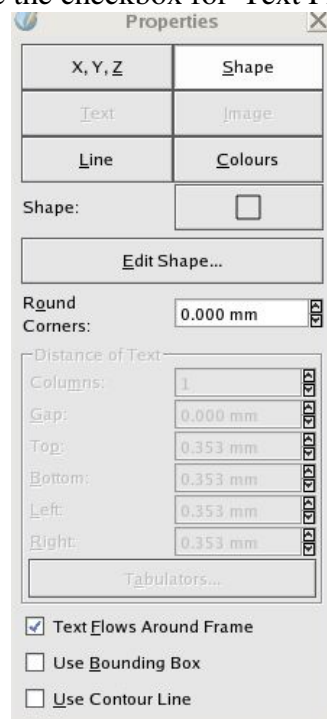 the checkbox for 'Text
Properties
X, Y, Z Shape
Text Image
Line Colours
Shape:
Edit Shape...
Round
Corners:
0.000 mm
Distance of Text
Columns: 1
Gap: 0.000 mm
Top: 0.353 mm
Bottom: 0.353 mm
Left: 0.353 mm
Right: 0.353 mm
Tabulators...
Text Flows Around Frame
Use Bounding Box
Use Contour Line